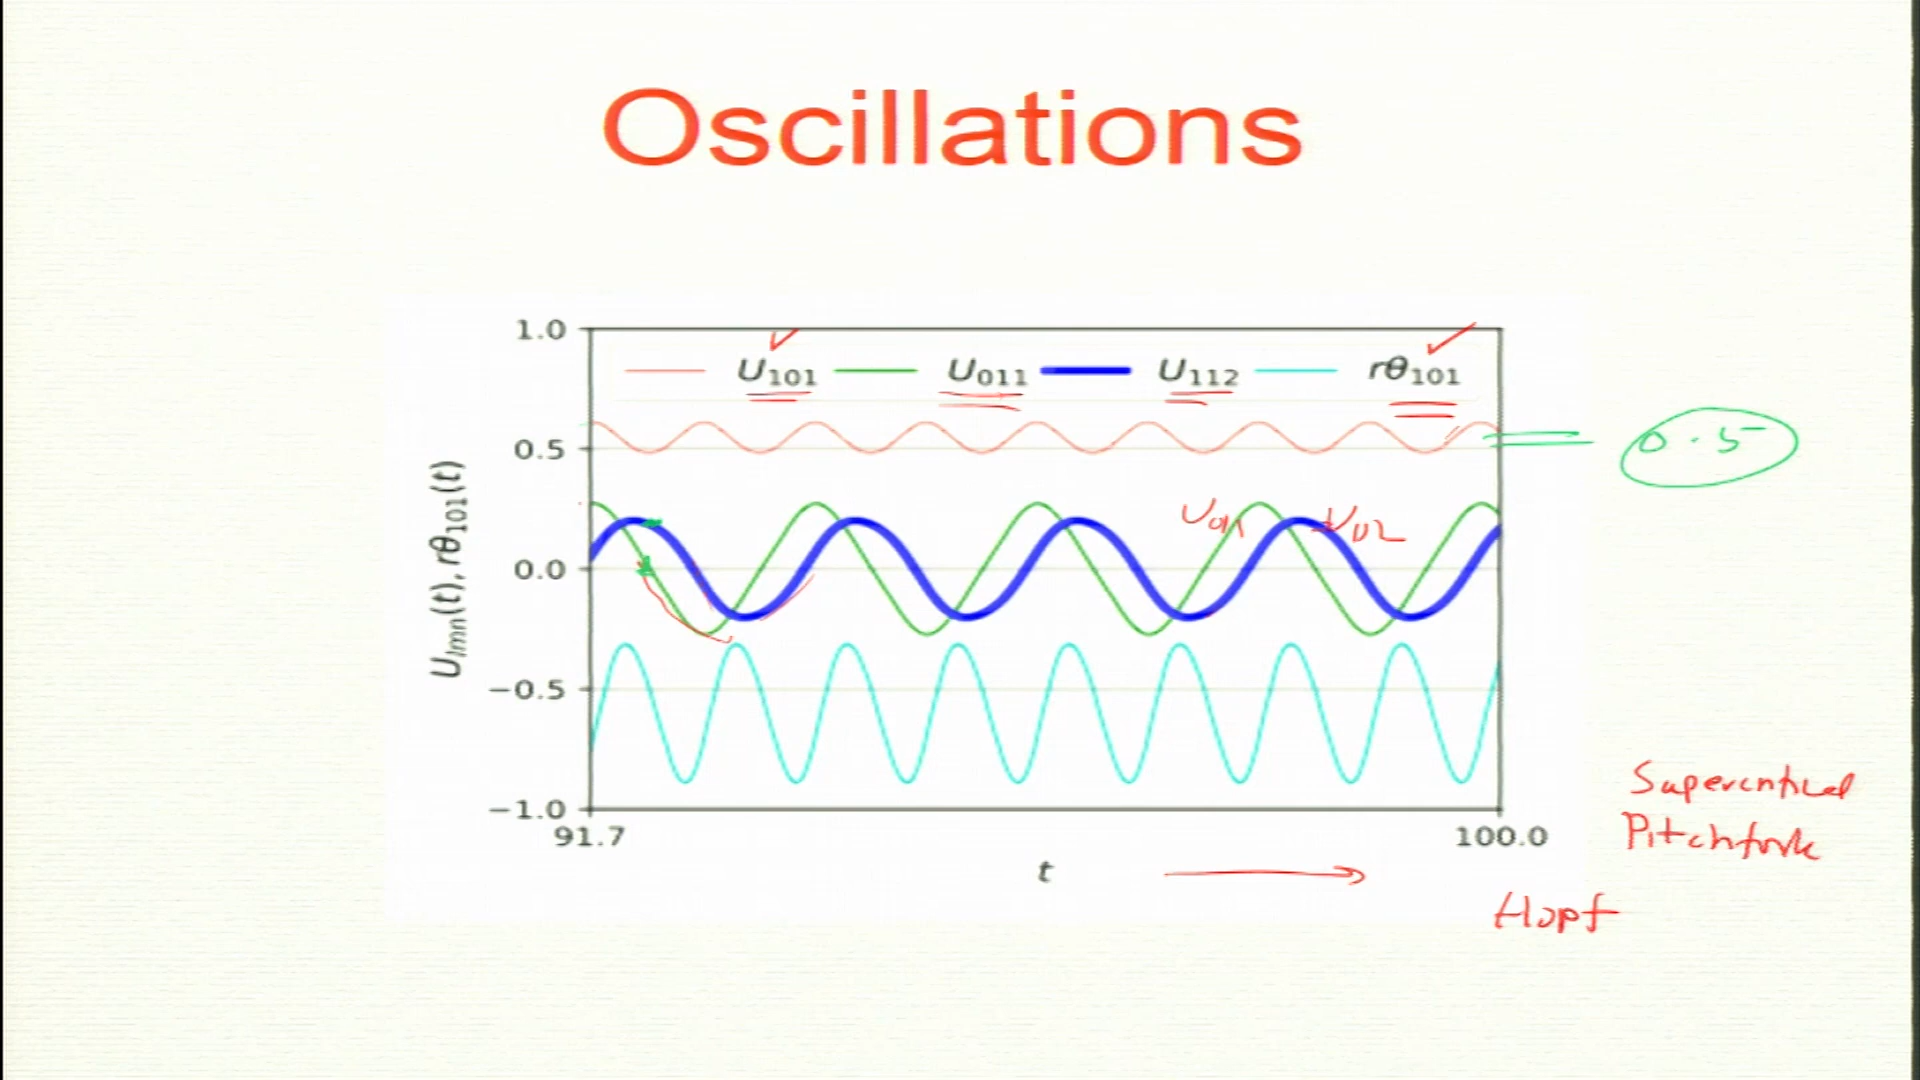 Oscillations
1.0
U₁₀₁ U₀₁₁ U₁₁₂ rθ₁₀₁
0.5
0.5
U₀₁₁
0.0
−0.5
−1.0
Uₗₘₙ(t), rθ₁₀₁(t)
91.7 100.0
t
Supercritical
Pitchfork
Hopf